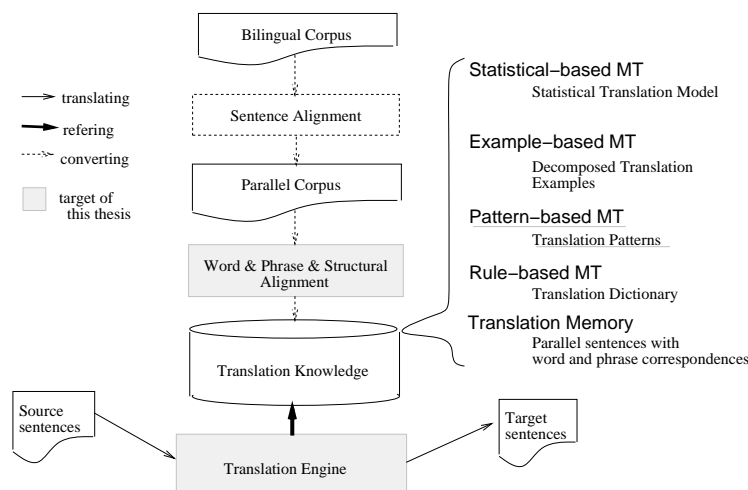 Bilingual Corpus
Sentence Alignment
Parallel Corpus
Word & Phrase & Structural
Alignment
Translation Knowledge
Translation Engine
Source
sentences
Target
sentences
translating
refering
converting
target of
this thesis
Statistical-based MT
Statistical Translation Model
Example-based MT
Decomposed Translation
Examples
Pattern-based MT
Translation Patterns
Rule-based MT
Translation Dictionary
Translation Memory
Parallel sentences with
word and phrase correspondences